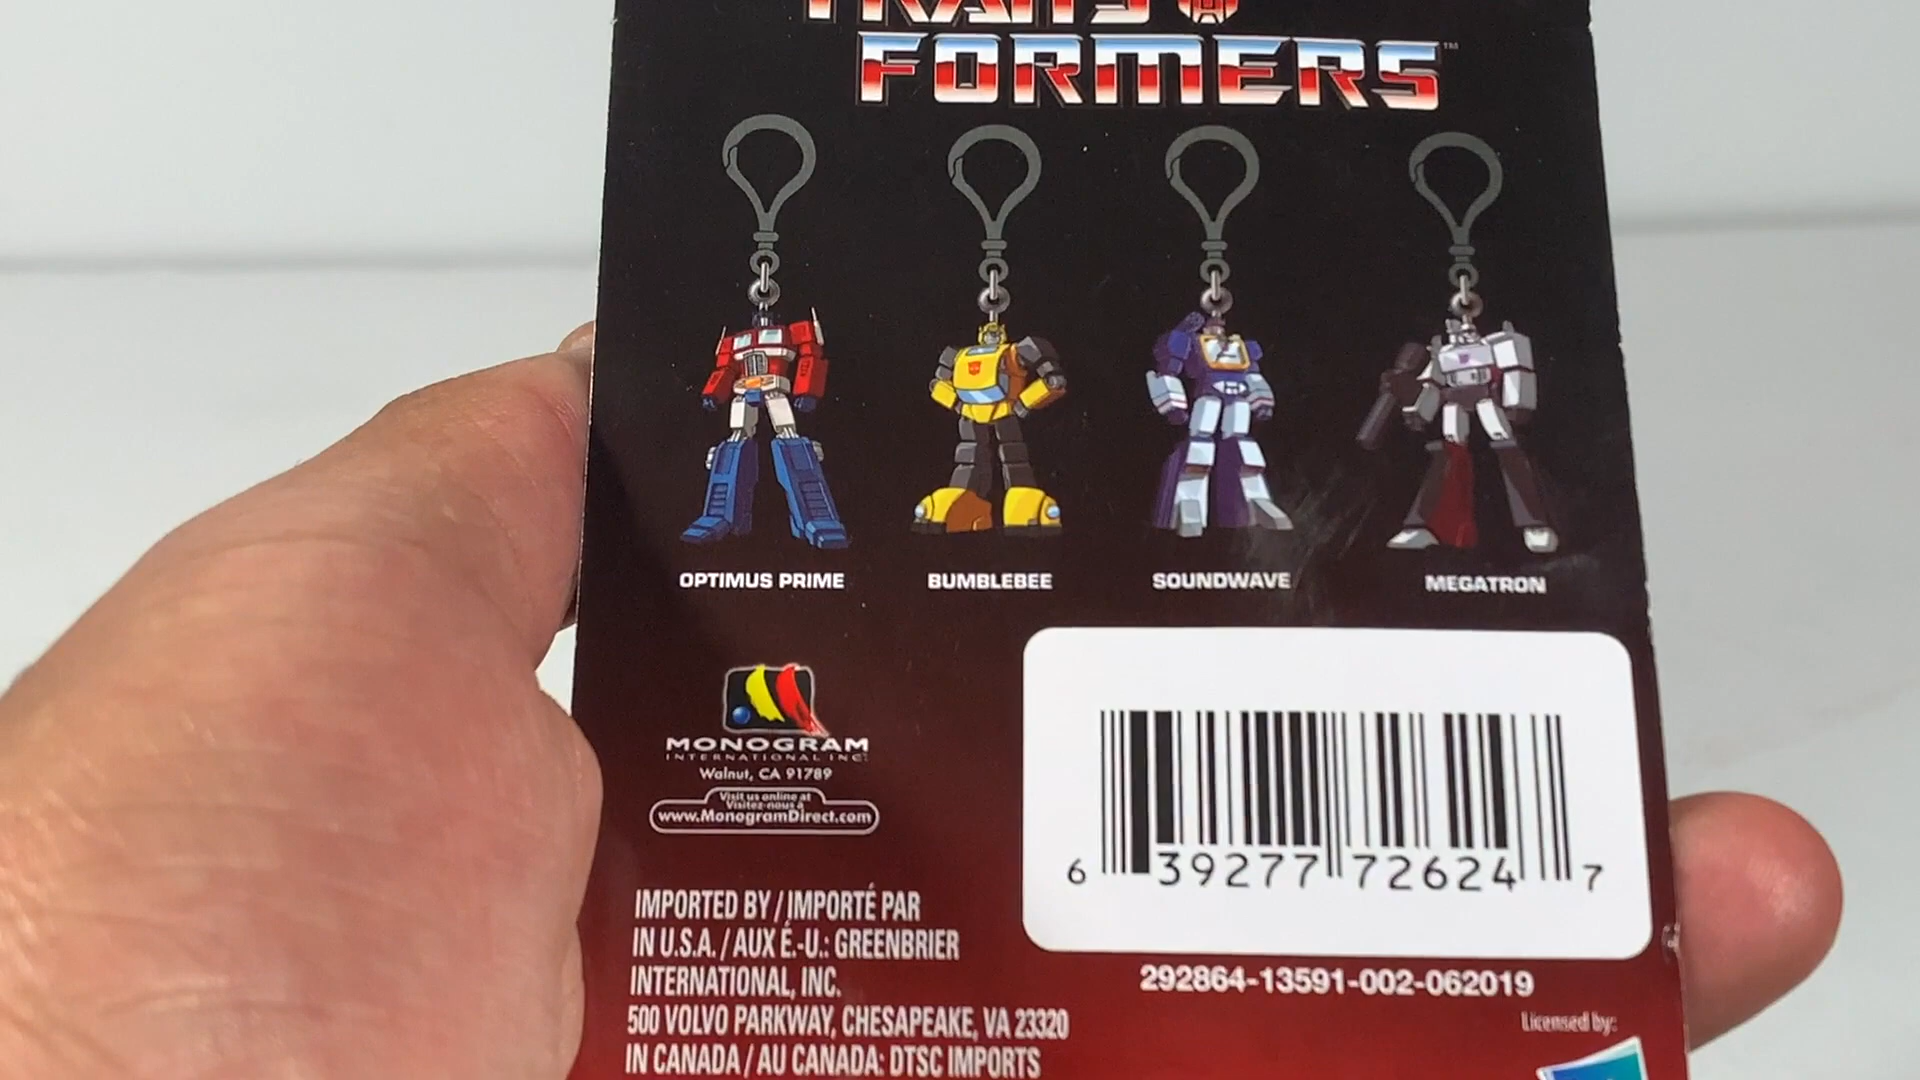 TRANS
FORMERS™
OPTIMUS PRIME
BUMBLEBEE
SOUNDWAVE
MEGATRON
MONOGRAM
INTERNATIONAL INC.
Walnut, CA 91789
Visit us online at
Visitez-nous à
www.MonogramDirect.com
6 39277 72624 7
292864-13591-002-062019
IMPORTED BY / IMPORTÉ PAR
IN U.S.A. / AUX É.-U.: GREENBRIER
INTERNATIONAL, INC.
500 VOLVO PARKWAY, CHESAPEAKE, VA 23320
IN CANADA / AU CANADA: DTSC IMPORTS
Licensed by: